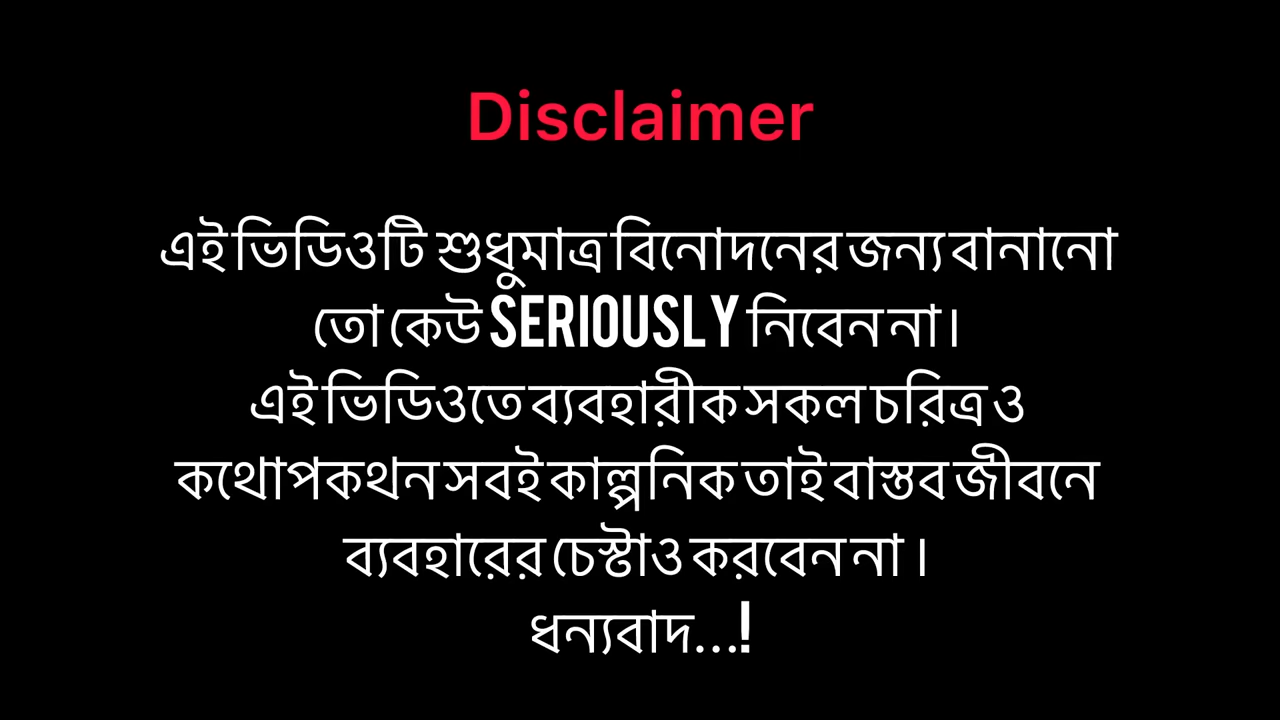 Disclaimer
এই ভিডিওটি শুধুমাত্র বিনোদনের জন্য বানানো
তো কেউ SERIOUSLY নিবেন না।
এই ভিডিওতে ব্যবহারীক সকল চরিত্র ও
কথোপকথন সবই কাল্পনিক তাই বাস্তব জীবনে
ব্যবহারের চেস্টাও করবেন না ।
ধন্যবাদ...!